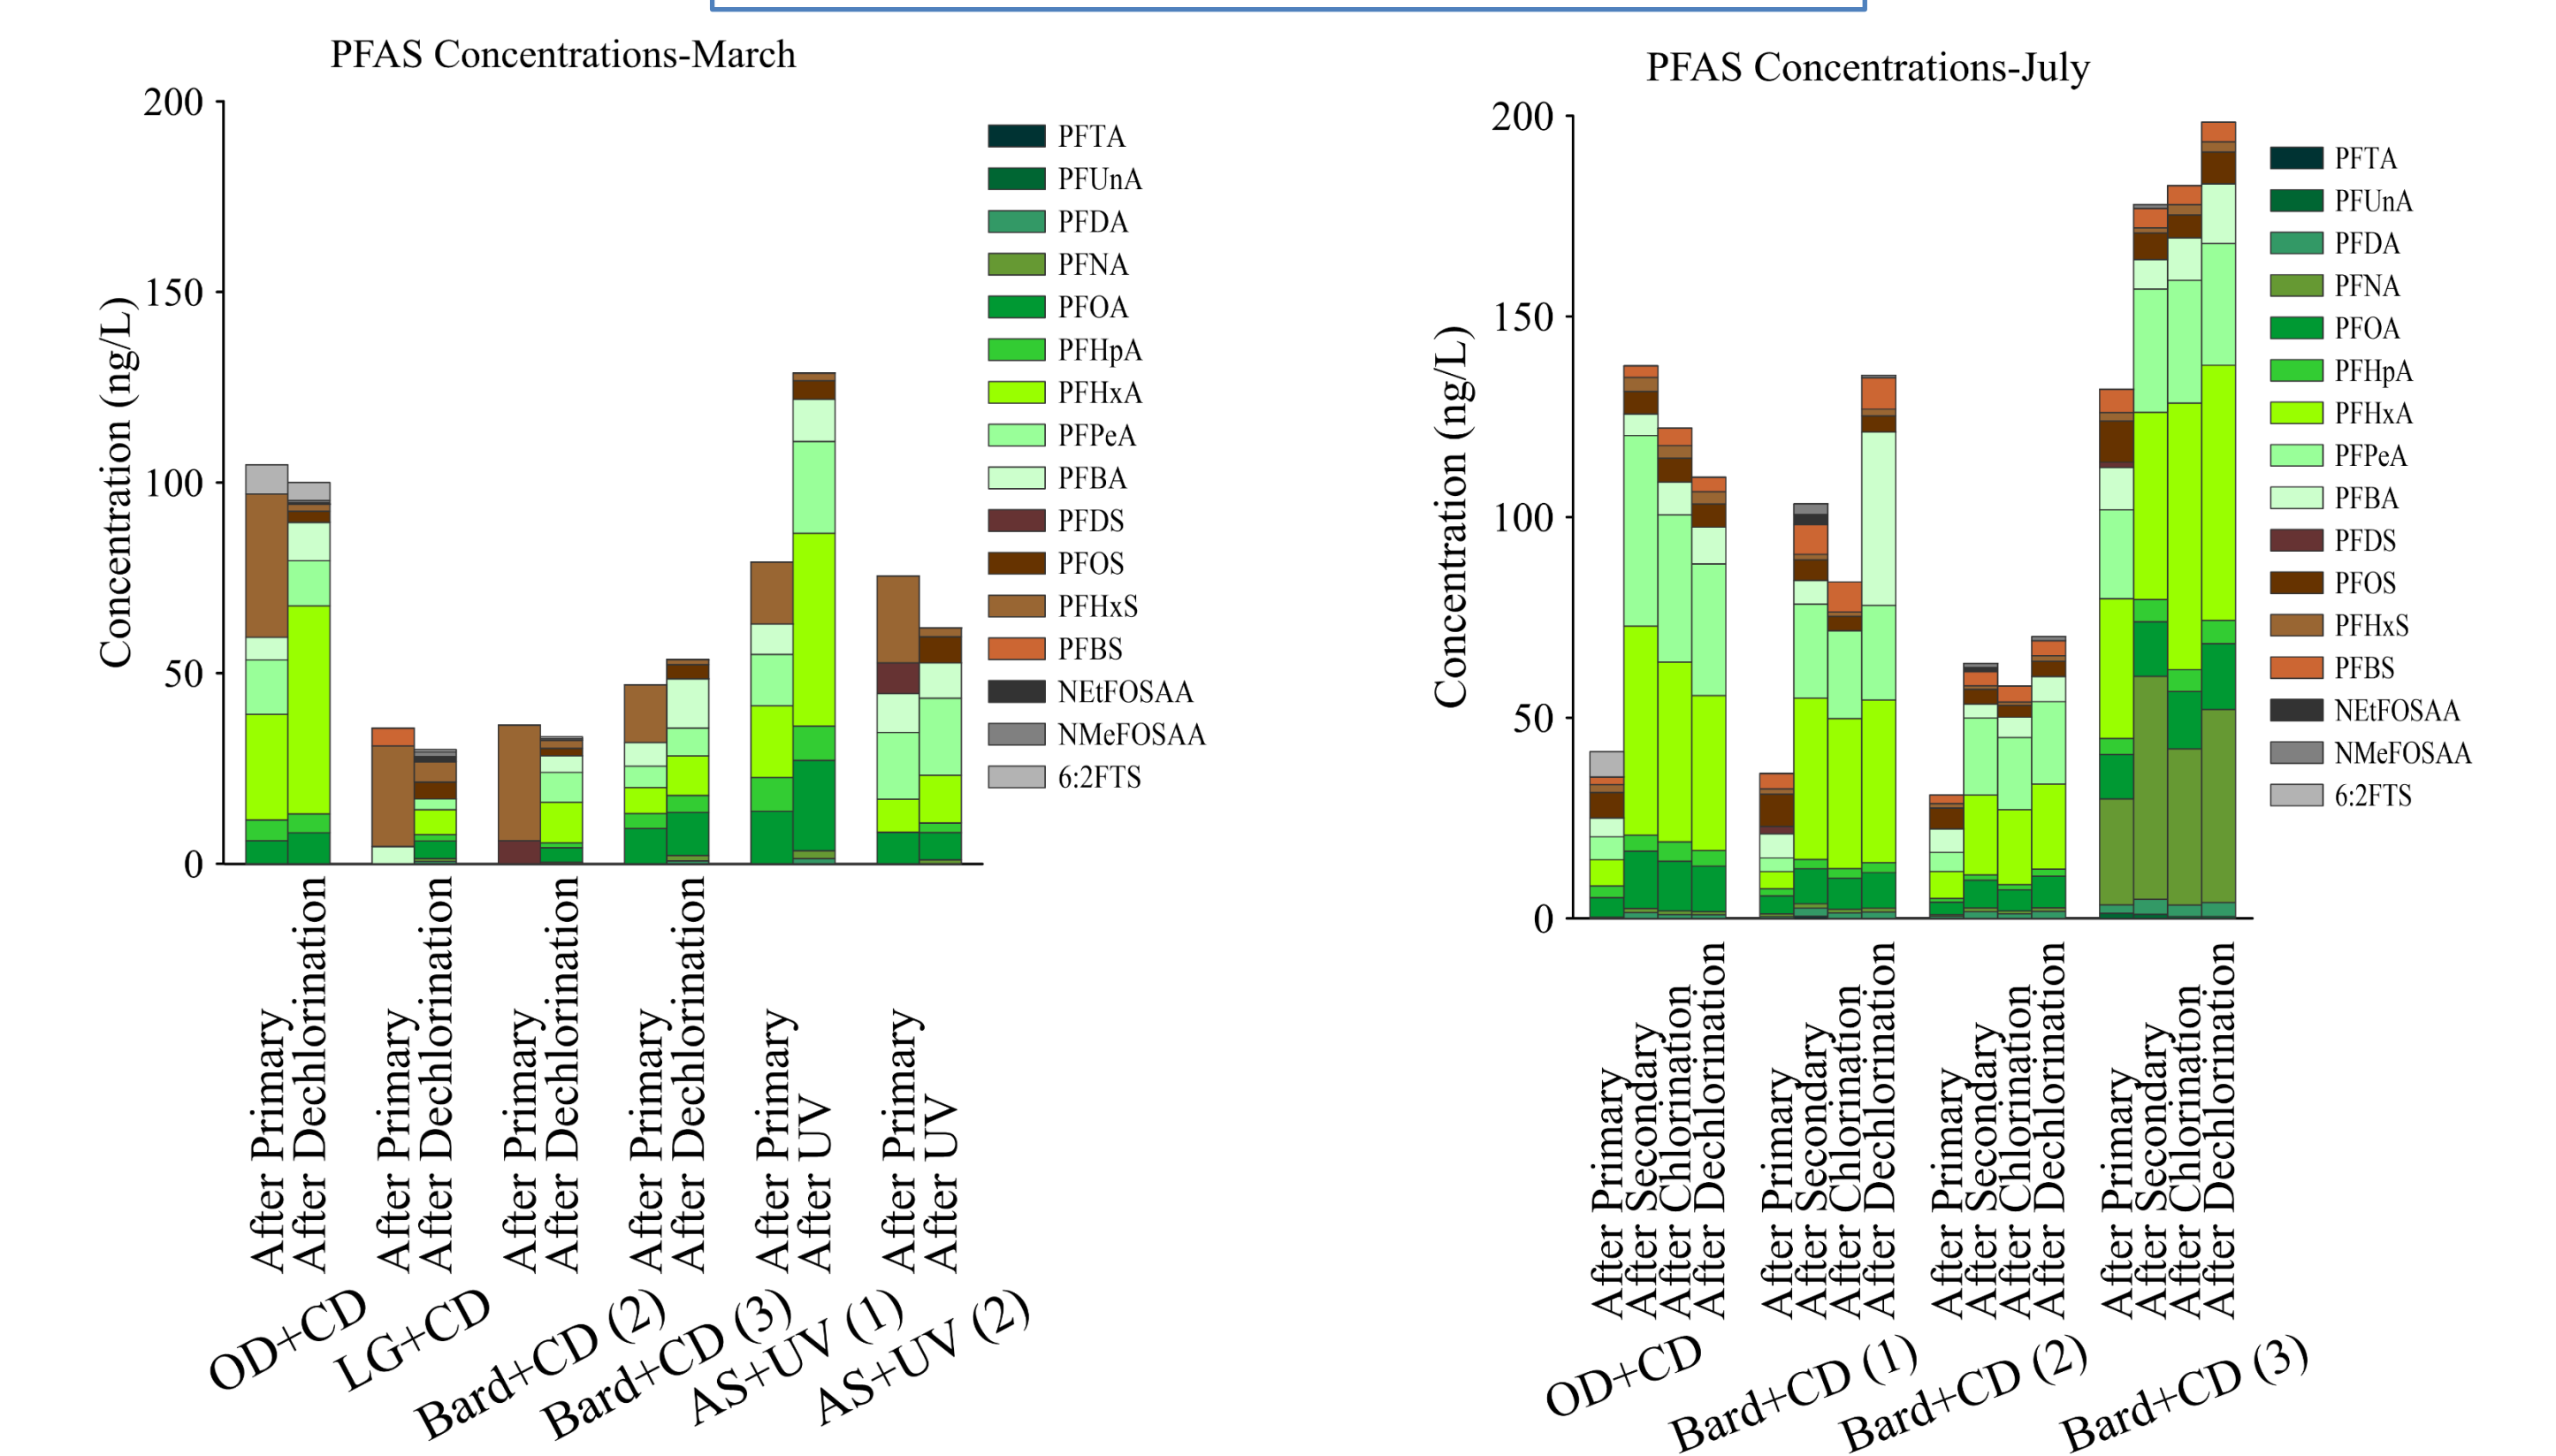 PFAS Concentrations-March
Concentration (ng/L)
200
150
100
50
0
PFTA
PFUnA
PFDA
PFNA
PFOA
PFHpA
PFHxA
PFPeA
PFBA
PFDS
PFOS
PFHxS
PFBS
NEtFOSAA
NMeFOSAA
6:2FTS
After Primary
After Dechlorination
After Primary
After Dechlorination
After Primary
After Dechlorination
After Primary
After Dechlorination
After Primary
After UV
After Primary
After UV
OD+CD
LG+CD
Bard+CD (2)
Bard+CD (3)
AS+UV (1)
AS+UV (2)
PFAS Concentrations-July
Concentration (ng/L)
200
150
100
50
0
PFTA
PFUnA
PFDA
PFNA
PFOA
PFHpA
PFHxA
PFPeA
PFBA
PFDS
PFOS
PFHxS
PFBS
NEtFOSAA
NMeFOSAA
6:2FTS
After Primary
After Secondary
After Chlorination
After Dechlorination
After Primary
After Secondary
After Chlorination
After Dechlorination
After Primary
After Secondary
After Chlorination
After Dechlorination
After Primary
After Secondary
After Chlorination
After Dechlorination
OD+CD
Bard+CD (1)
Bard+CD (2)
Bard+CD (3)